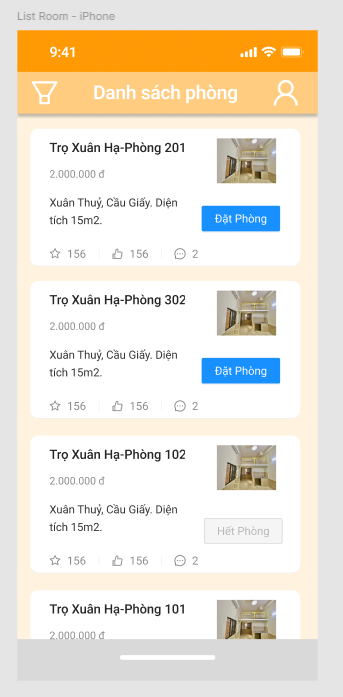 List Room - iPhone
9:41
Danh sách phòng
Trọ Xuân Hạ-Phòng 201
2.000.000 đ
Xuân Thuỷ, Cầu Giấy. Diện
tích 15m2.
Đặt Phòng
156 156 2
Trọ Xuân Hạ-Phòng 302
2.000.000 đ
Xuân Thuỷ, Cầu Giấy. Diện
tích 15m2.
Đặt Phòng
156 156 2
Trọ Xuân Hạ-Phòng 102
2.000.000 đ
Xuân Thuỷ, Cầu Giấy. Diện
tích 15m2.
Hết Phòng
156 156 2
Trọ Xuân Hạ-Phòng 101
2.000.000 đ